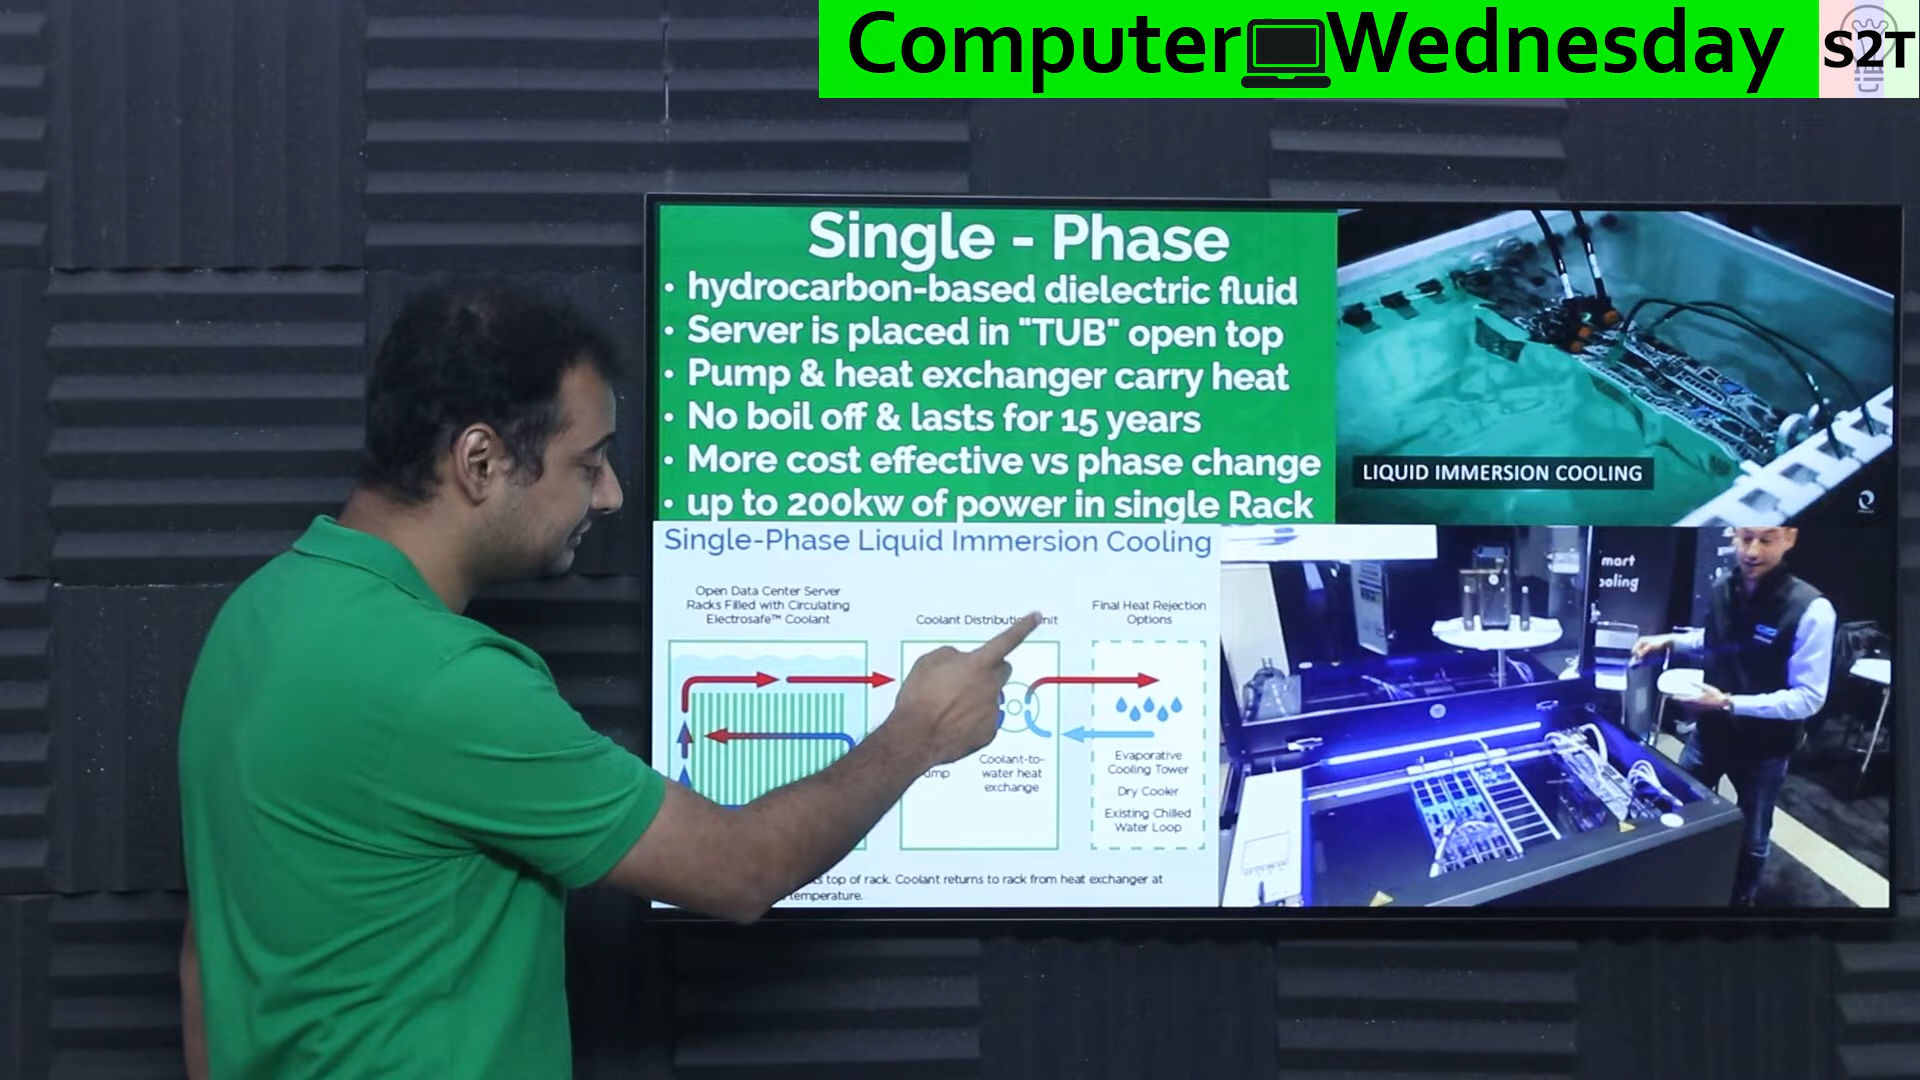 Computer Wednesday
S2T
Single - Phase
• hydrocarbon-based dielectric fluid
• Server is placed in "TUB" open top
• Pump & heat exchanger carry heat
• No boil off & lasts for 15 years
• More cost effective vs phase change
• up to 200kw of power in single Rack
LIQUID IMMERSION COOLING
Single-Phase Liquid Immersion Cooling
Open Data Center Server
Racks Filled with Circulating
Electrosafe™ Coolant
Coolant
Final Heat Rejection
Options
Coolant-to-
water heat
exchange
Evaporative
Cooling Tower
Dry Cooler
Existing Chilled
Water Loop
top of rack. Coolant returns to rack from heat exchanger at
temperature.